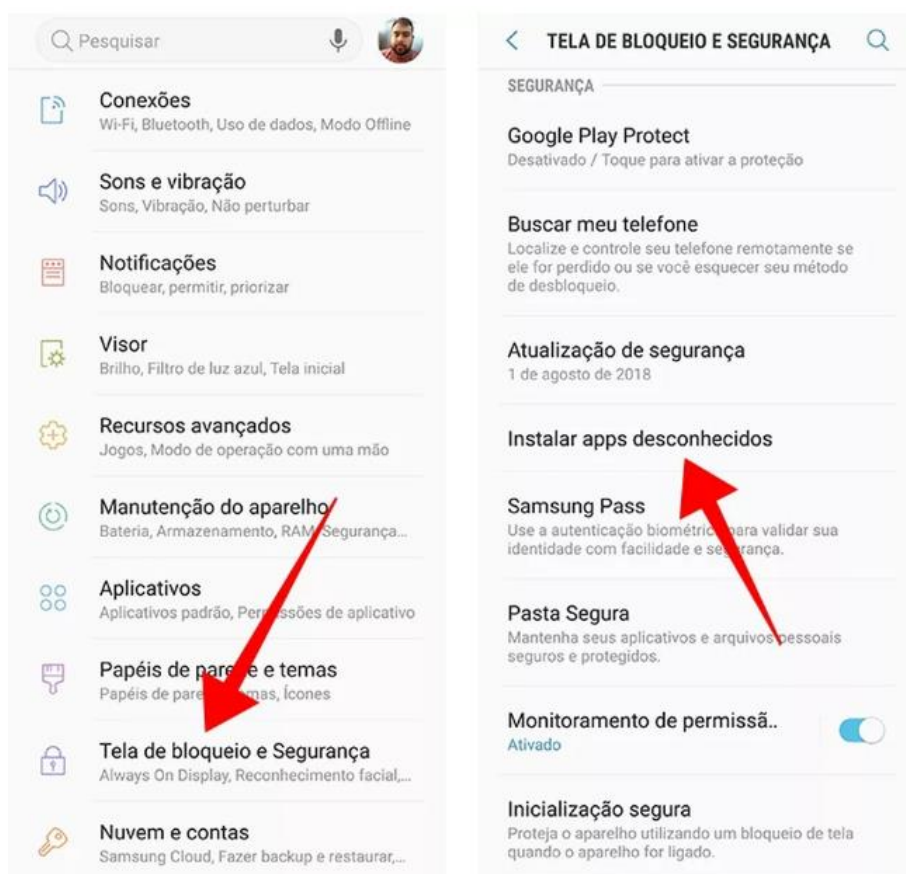 Pesquisar
Conexões
Wi-Fi, Bluetooth, Uso de dados, Modo Offline
Sons e vibração
Sons, Vibração, Não perturbar
Notificações
Bloquear, permitir, priorizar
Visor
Brilho, Filtro de luz azul, Tela inicial
Recursos avançados
Jogos, Modo de operação com uma mão
Manutenção do aparelho
Bateria, Armazenamento, RAM, Segurança...
Aplicativos
Aplicativos padrão, Permissões de aplicativo
Papéis de parede e temas
Papéis de parede, temas, Ícones
Tela de bloqueio e Segurança
Always On Display, Reconhecimento facial,...
Nuvem e contas
Samsung Cloud, Fazer backup e restaurar,...
TELA DE BLOQUEIO E SEGURANÇA
SEGURANÇA
Google Play Protect
Desativado / Toque para ativar a proteção
Buscar meu telefone
Localize e controle seu telefone remotamente se
ele for perdido ou se você esquecer seu método
de desbloqueio.
Atualização de segurança
1 de agosto de 2018
Instalar apps desconhecidos
Samsung Pass
Use a autenticação biométrica para validar sua
identidade com facilidade e segurança.
Pasta Segura
Mantenha seus aplicativos e arquivos pessoais
seguros e protegidos.
Monitoramento de permissã..
Ativado
Inicialização segura
Proteja o aparelho utilizando um bloqueio de tela
quando o aparelho for ligado.